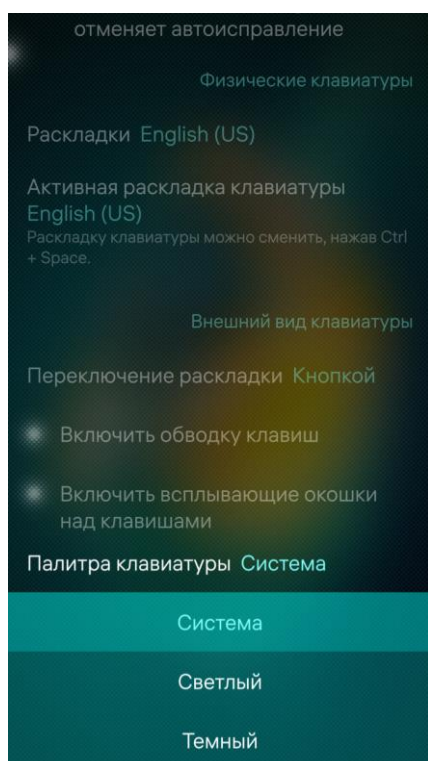 отменяет автоисправление
Физические клавиатуры
Раскладки English (US)
Активная раскладка клавиатуры
English (US)
Раскладку клавиатуры можно сменить, нажав Ctrl
+ Space.
Внешний вид клавиатуры
Переключение раскладки Кнопкой
Включить обводку клавиш
Включить всплывающие окошки
над клавишами
Палитра клавиатуры Система
Система
Светлый
Темный